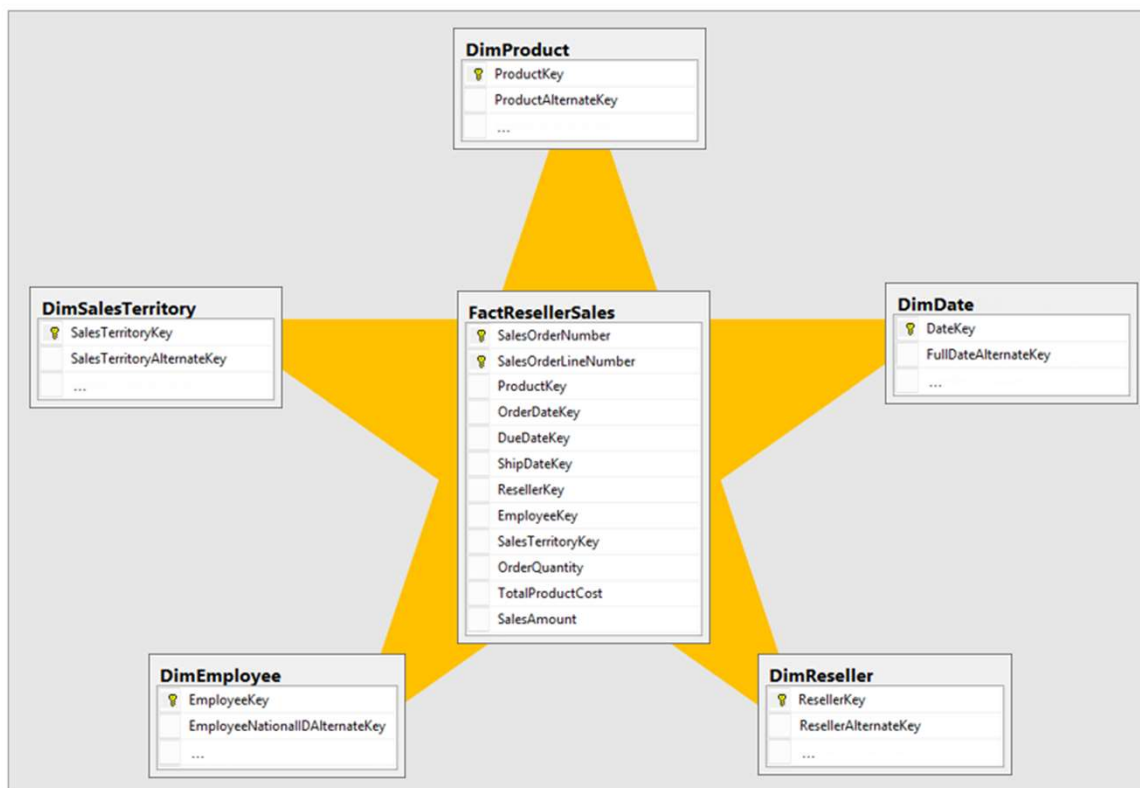 DimProduct
ProductKey
ProductAlternateKey
...
DimSalesTerritory
SalesTerritoryKey
SalesTerritoryAlternateKey
...
FactResellerSales
SalesOrderNumber
SalesOrderLineNumber
ProductKey
OrderDateKey
DueDateKey
ShipDateKey
ResellerKey
EmployeeKey
SalesTerritoryKey
OrderQuantity
TotalProductCost
SalesAmount
DimDate
DateKey
FullDateAlternateKey
...
DimEmployee
EmployeeKey
EmployeeNationalIDAlternateKey
...
DimReseller
ResellerKey
ResellerAlternateKey
...